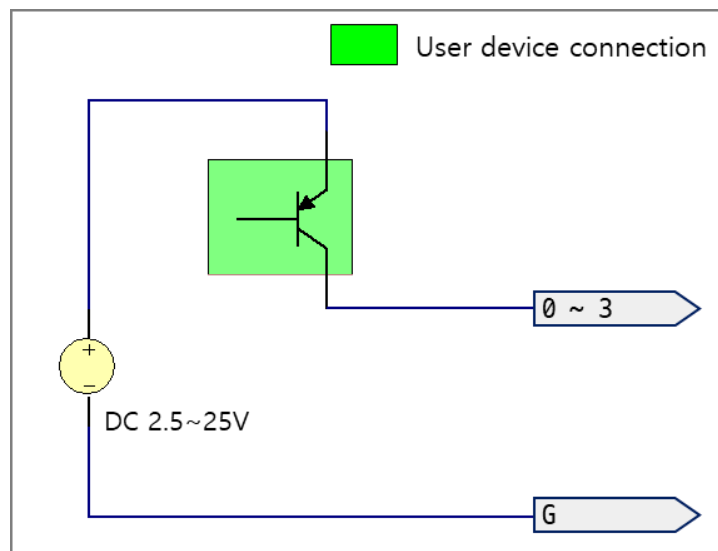 User device connection
+
0 ~ 3
−
DC 2.5~25V
G